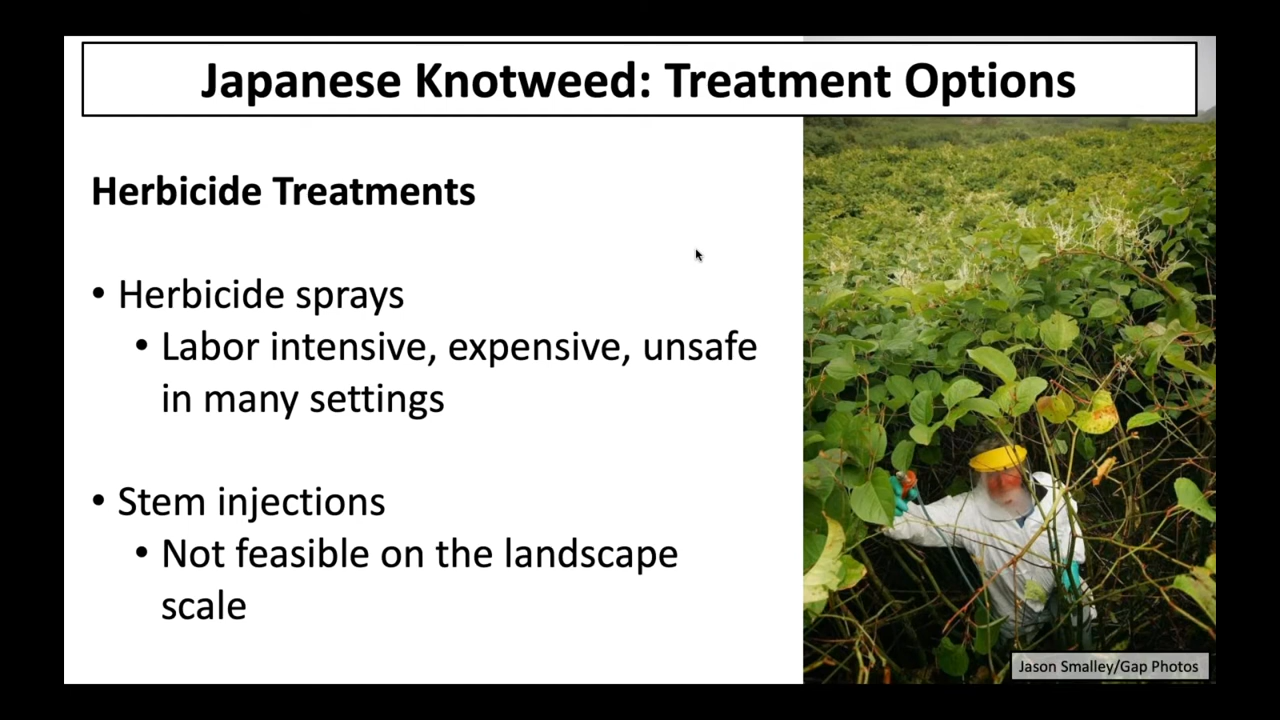 Japanese Knotweed: Treatment Options
Herbicide Treatments
• Herbicide sprays
• Labor intensive, expensive, unsafe
in many settings
• Stem injections
• Not feasible on the landscape
scale
Jason Smalley/Gap Photos